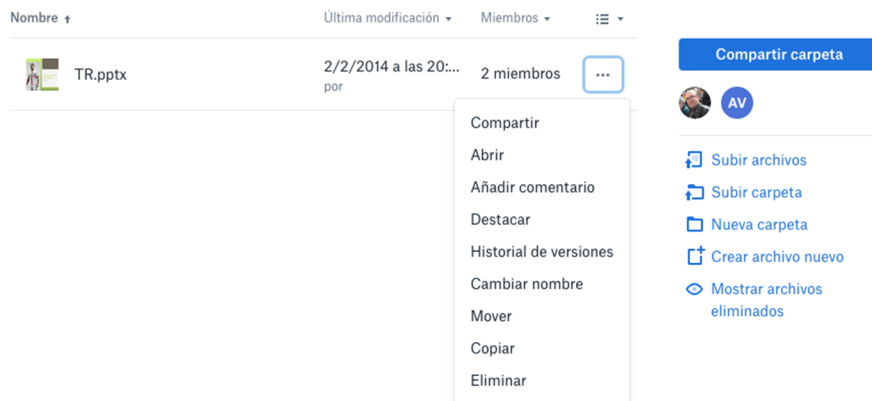 Nombre ↑ Última modificación ▾ Miembros ▾
TR.pptx 2/2/2014 a las 20:... 2 miembros ...
por
Compartir
Abrir
Añadir comentario
Destacar
Historial de versiones
Cambiar nombre
Mover
Copiar
Eliminar
Compartir carpeta
AV
Subir archivos
Subir carpeta
Nueva carpeta
Crear archivo nuevo
Mostrar archivos
eliminados